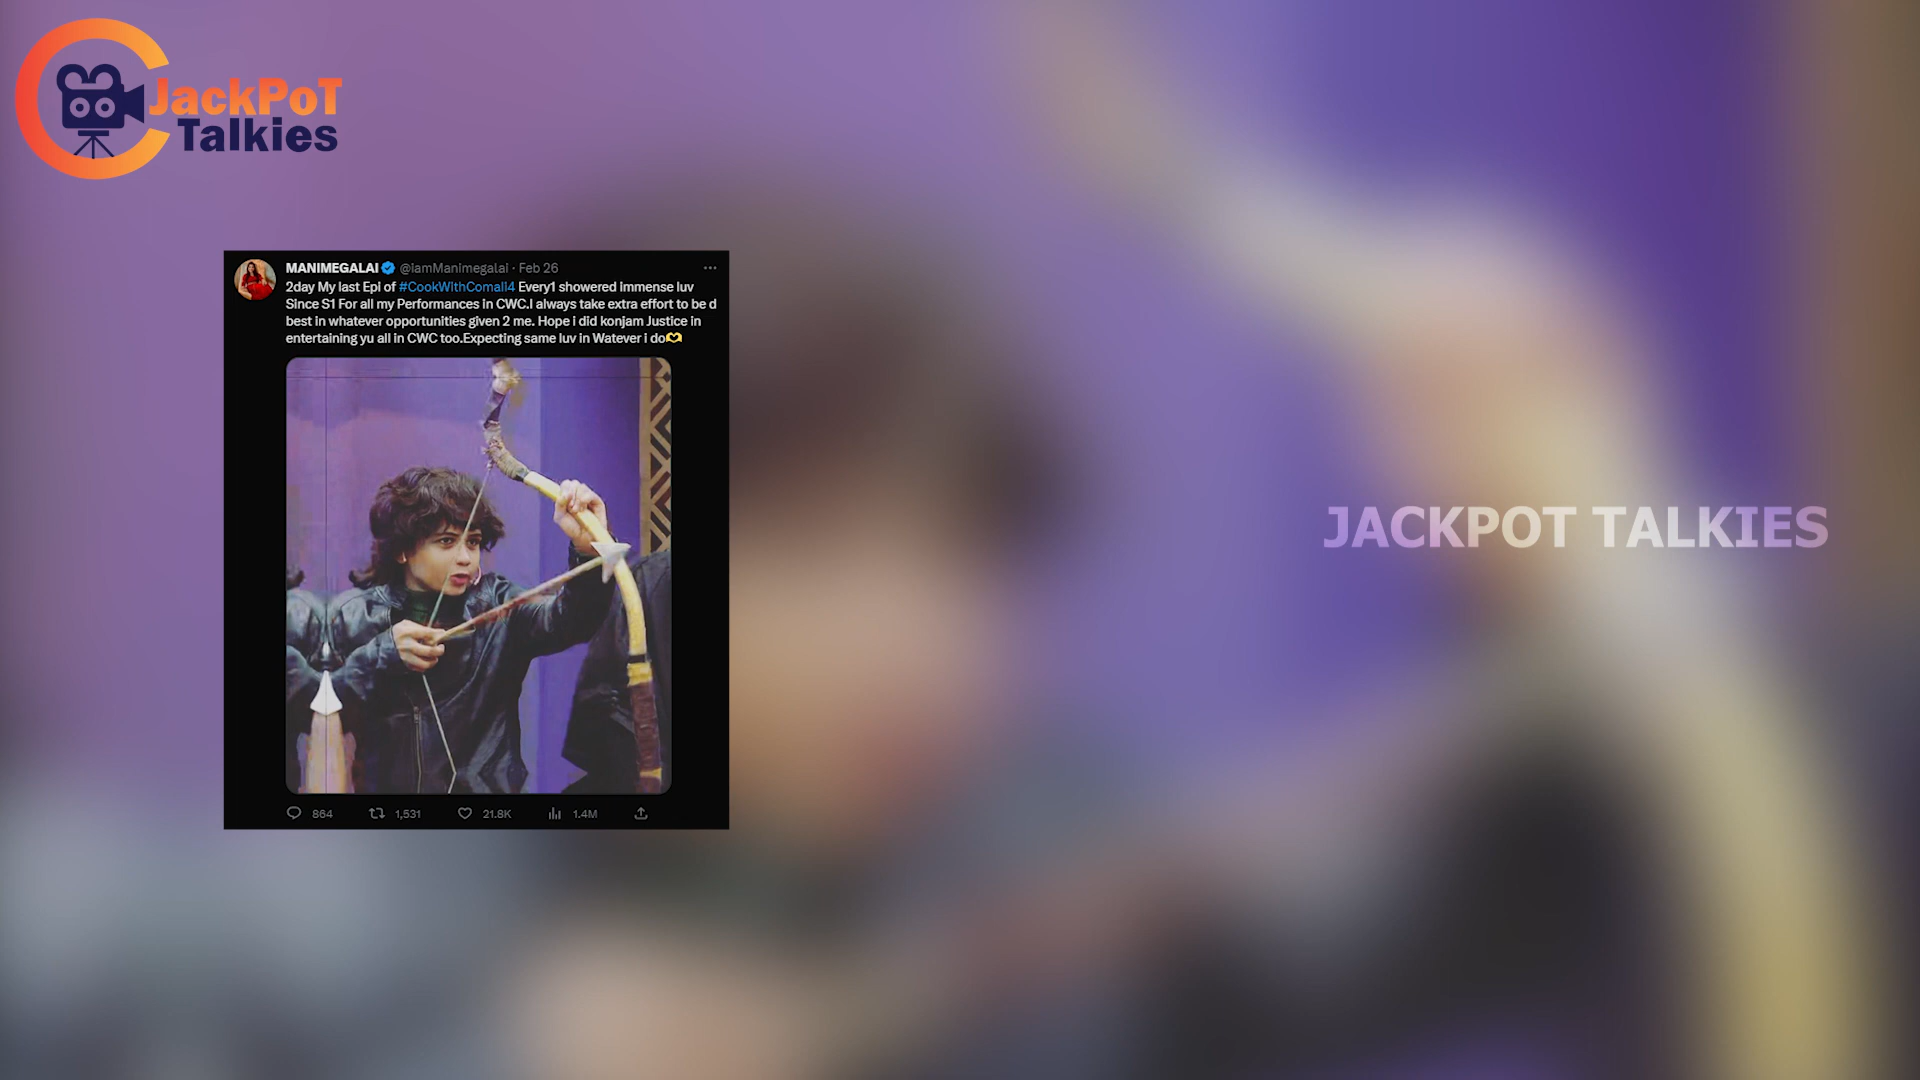 JackPoT
Talkies
MANIMEGALAI @iamManimegalai · Feb 26
2day My last Epi of #CookWithComali4 Every1 showered immense luv
Since S1 For all my Performances in CWC.I always take extra effort to be d
best in whatever opportunities given 2 me. Hope i did konjam Justice in
entertaining yu all in CWC too.Expecting same luv in Watever i do🫶
864 1,531 21.8K 1.4M
JACKPOT TALKIES